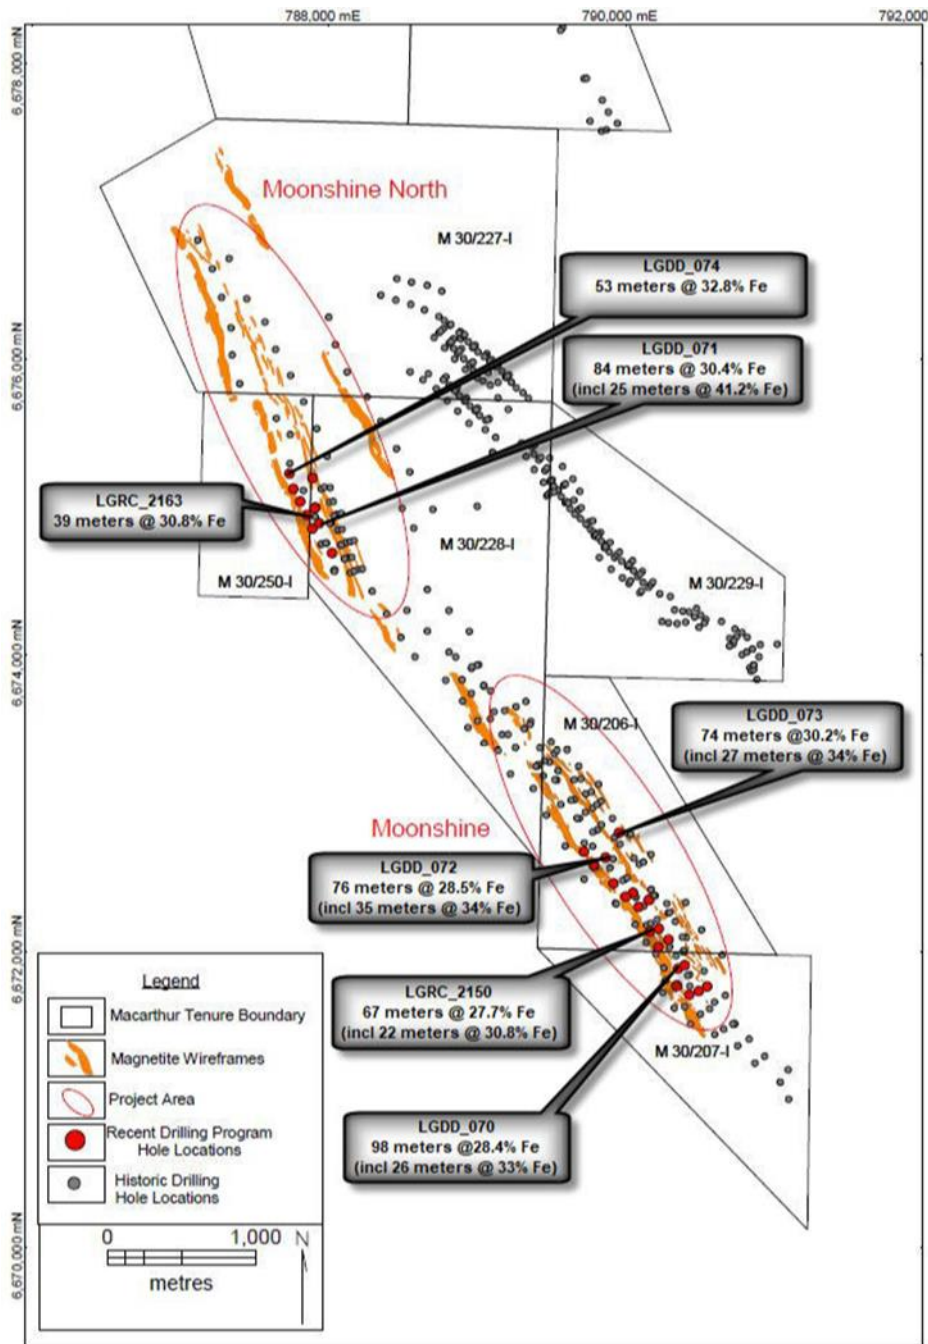 788,000 mE
790,000 mE
792,000
6,678,000 mN
Moonshine North
M 30/227-I
LGDD_074
53 meters @ 32.8% Fe
6,676,000 mN
LGDD_071
84 meters @ 30.4% Fe
(incl 25 meters @ 41.2% Fe)
LGRC_2163
39 meters @ 30.8% Fe
M 30/228-I
M 30/250-I
M 30/229-I
6,674,000 mN
M 30/206-I
LGDD_073
74 meters @30.2% Fe
(incl 27 meters @ 34% Fe)
Moonshine
LGDD_072
76 meters @ 28.5% Fe
(incl 35 meters @ 34% Fe)
6,672,000 mN
LGRC_2150
67 meters @ 27.7% Fe
(incl 22 meters @ 30.8% Fe)
M 30/207-I
LGDD_070
98 meters @28.4% Fe
(incl 26 meters @ 33% Fe)
Legend
Macarthur Tenure Boundary
Magnetite Wireframes
Project Area
Recent Drilling Program
Hole Locations
Historic Drilling
Hole Locations
6,670,000 mN
0 1,000 N
metres